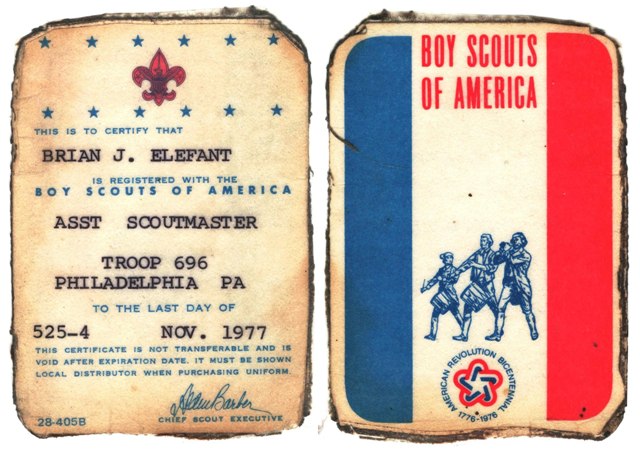 THIS IS TO CERTIFY THAT
BRIAN J. ELEFANT
IS REGISTERED WITH THE
BOY SCOUTS OF AMERICA
ASST SCOUTMASTER
TROOP 696
PHILADELPHIA PA
TO THE LAST DAY OF
525-4 NOV. 1977
THIS CERTIFICATE IS NOT TRANSFERABLE AND IS
VOID AFTER EXPIRATION DATE. IT MUST BE SHOWN
LOCAL DISTRIBUTOR WHEN PURCHASING UNIFORM.
CHIEF SCOUT EXECUTIVE
28-405B
BOY SCOUTS
OF AMERICA
AMERICAN REVOLUTION BICENTENNIAL
1776-1976